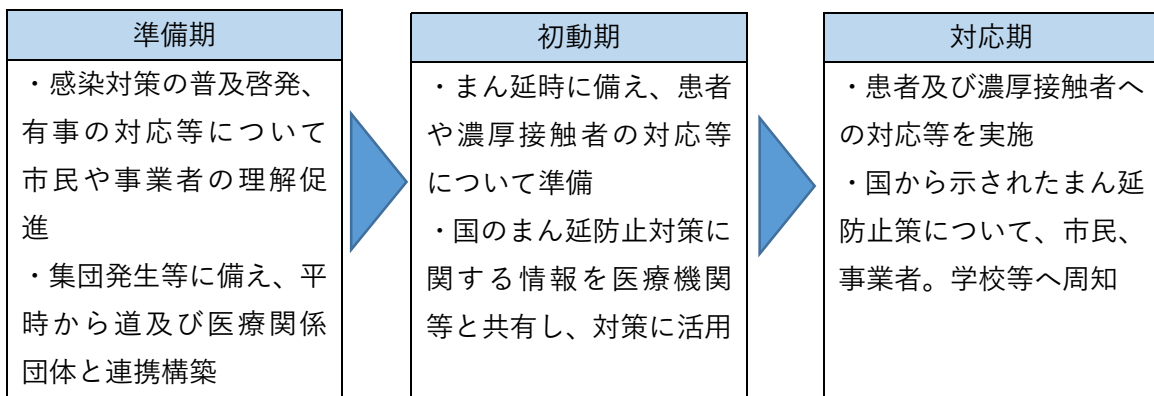 準備期
・感染対策の普及啓発、
有事の対応等について
市民や事業者の理解促
進
・集団発生等に備え、平
時から道及び医療関係
団体と連携構築
初動期
・まん延時に備え、患者
や濃厚接触者の対応等
について準備
・国のまん延防止対策に
関する情報を医療機関
等と共有し、対策に活用
対応期
・患者及び濃厚接触者へ
の対応等を実施
・国から示されたまん延
防止策について、市民、
事業者。学校等へ周知